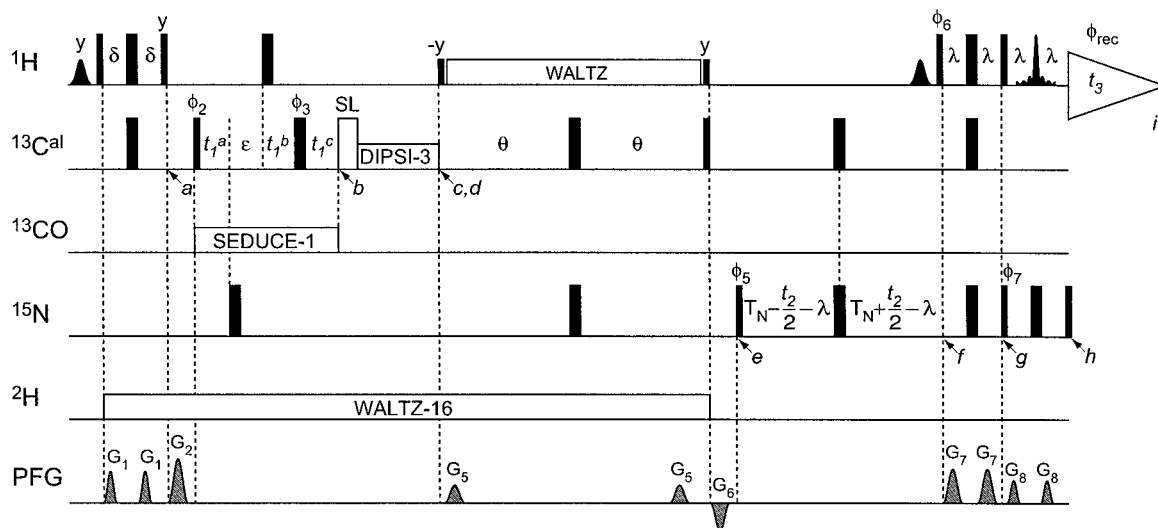 ϕ6
ϕrec
y δ δ y -y y λ λ λ λ
1H WALTZ t3
i
ϕ2 ϕ3 SL
13Cal t1a ε t1b t1c DIPSI-3 θ θ
a b c,d
13CO SEDUCE-1
ϕ5 ϕ7
15N TN – t2/2 – λ TN + t2/2 – λ
e f g h
2H WALTZ-16
PFG G1 G1 G2 G5 G5 G6 G7 G7 G8 G8